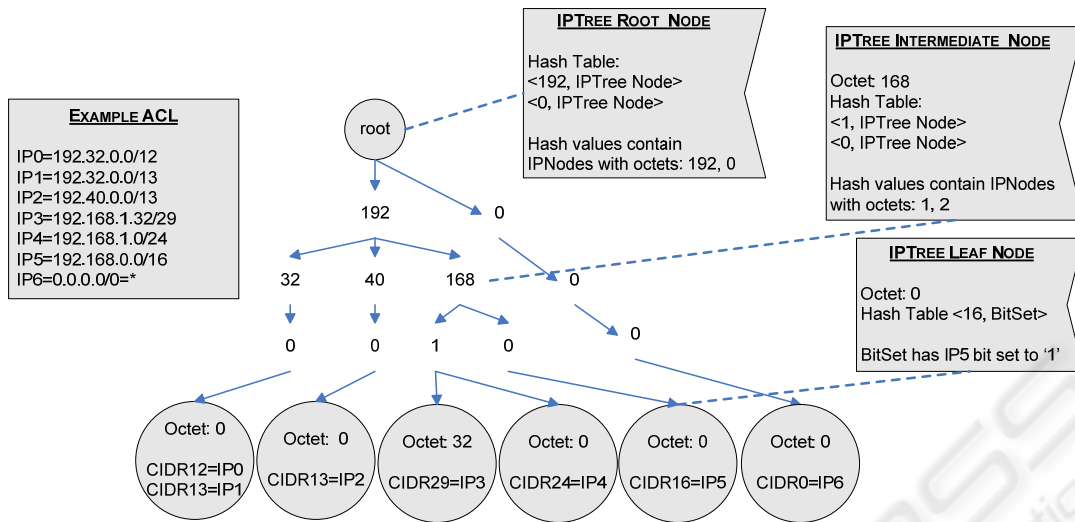 EXAMPLE ACL
IP0=192.32.0.0/12
IP1=192.32.0.0/13
IP2=192.40.0.0/13
IP3=192.168.1.32/29
IP4=192.168.1.0/24
IP5=192.168.0.0/16
IP6=0.0.0.0/0=*
IPTREE ROOT NODE
Hash Table:
<192, IPTree Node>
<0, IPTree Node>
Hash values contain
IPNodes with octets: 192, 0
IPTREE INTERMEDIATE NODE
Octet: 168
Hash Table:
<1, IPTree Node>
<0, IPTree Node>
Hash values contain IPNodes
with octets: 1, 2
IPTREE LEAF NODE
Octet: 0
Hash Table <16, BitSet>
BitSet has IP5 bit set to '1'
root
192 0
32 40 168 0
0 0 1 0 0
Octet: 0
CIDR12=IP0
CIDR13=IP1
Octet: 0
CIDR13=IP2
Octet: 32
CIDR29=IP3
Octet: 0
CIDR24=IP4
Octet: 0
CIDR16=IP5
Octet: 0
CIDR0=IP6